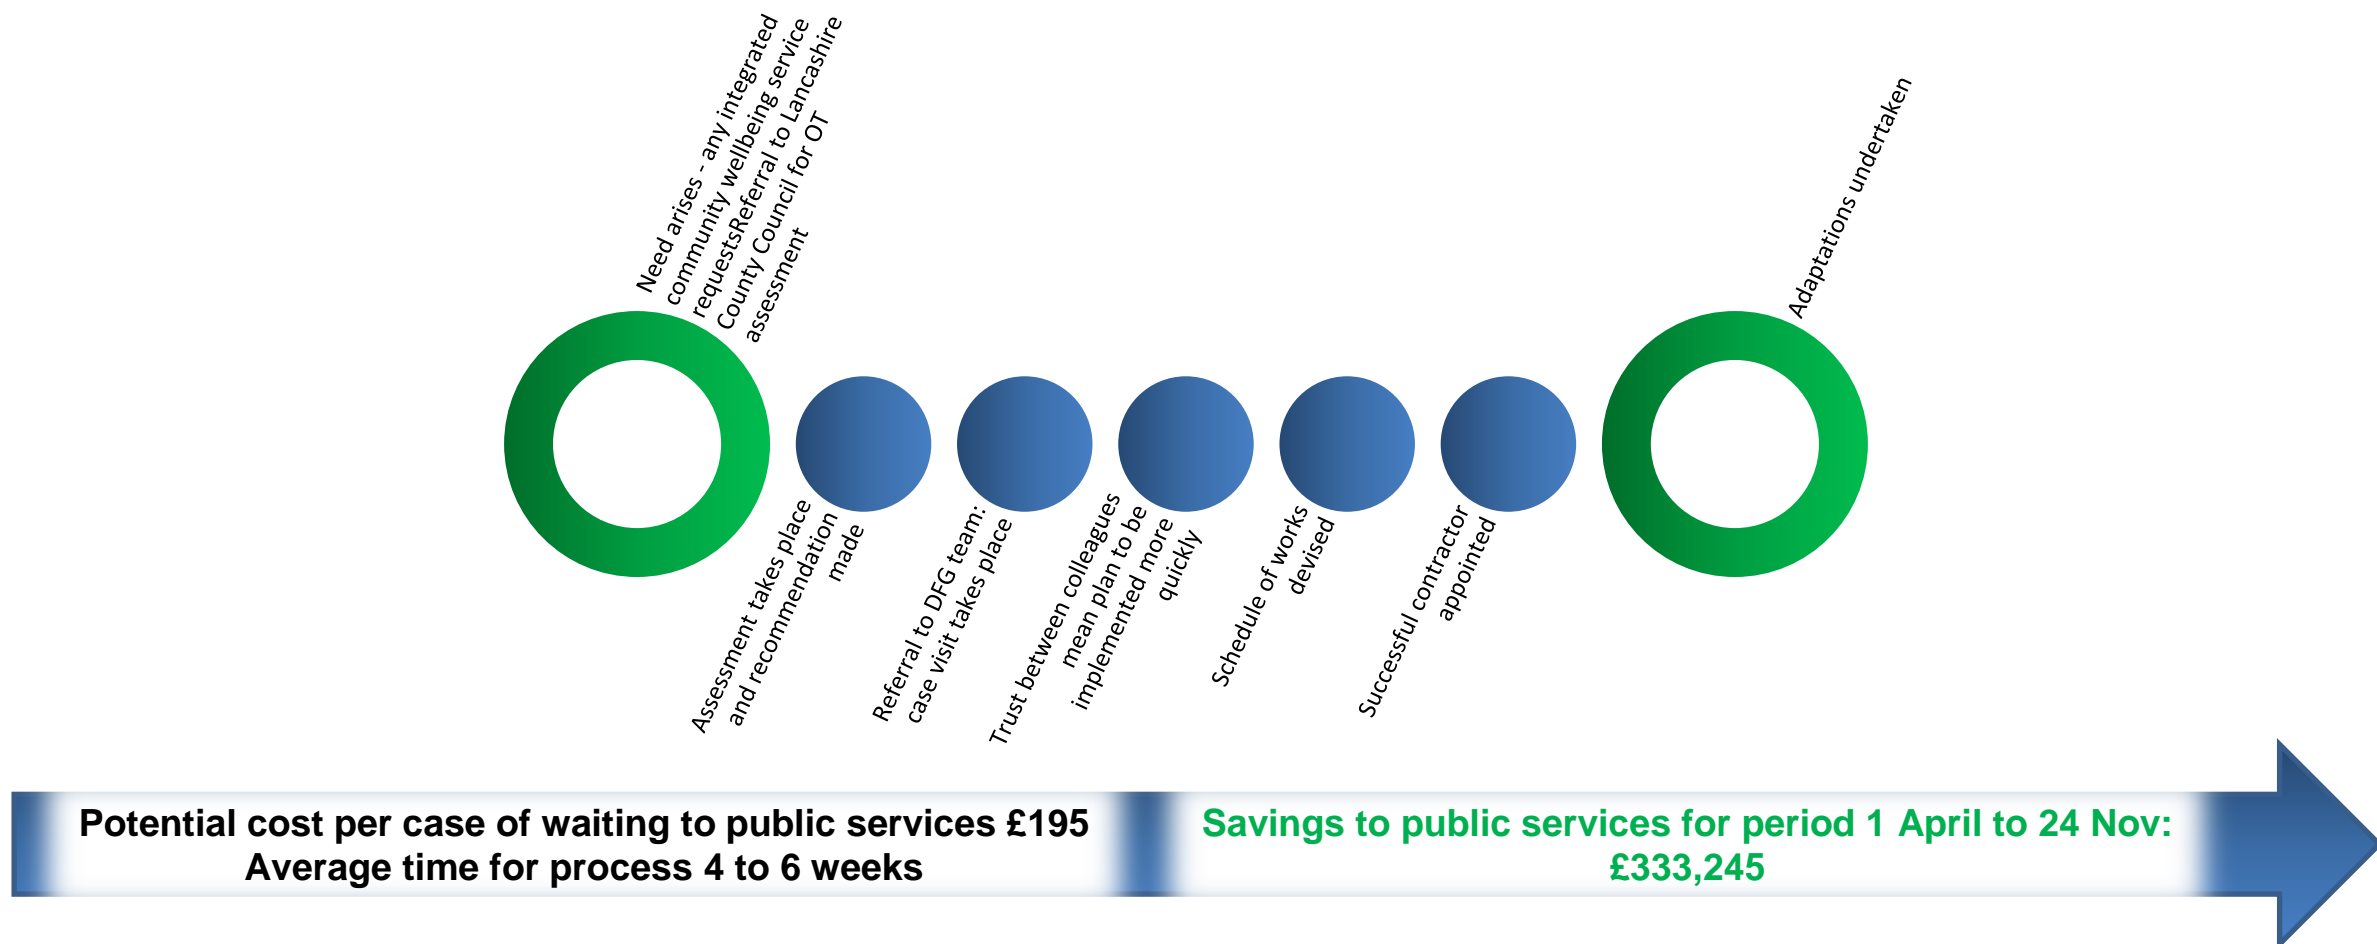 Need arises - any integrated
community wellbeing service
requestsReferral to Lancashire
County Council for OT
assessment
Assessment takes place
and recommendation
made
Referral to DFG team:
case visit takes place
Trust between colleagues
mean plan to be
implemented more
quickly
Schedule of works
devised
Successful contractor
appointed
Adaptations undertaken
Potential cost per case of waiting to public services £195
Average time for process 4 to 6 weeks
Savings to public services for period 1 April to 24 Nov:
£333,245